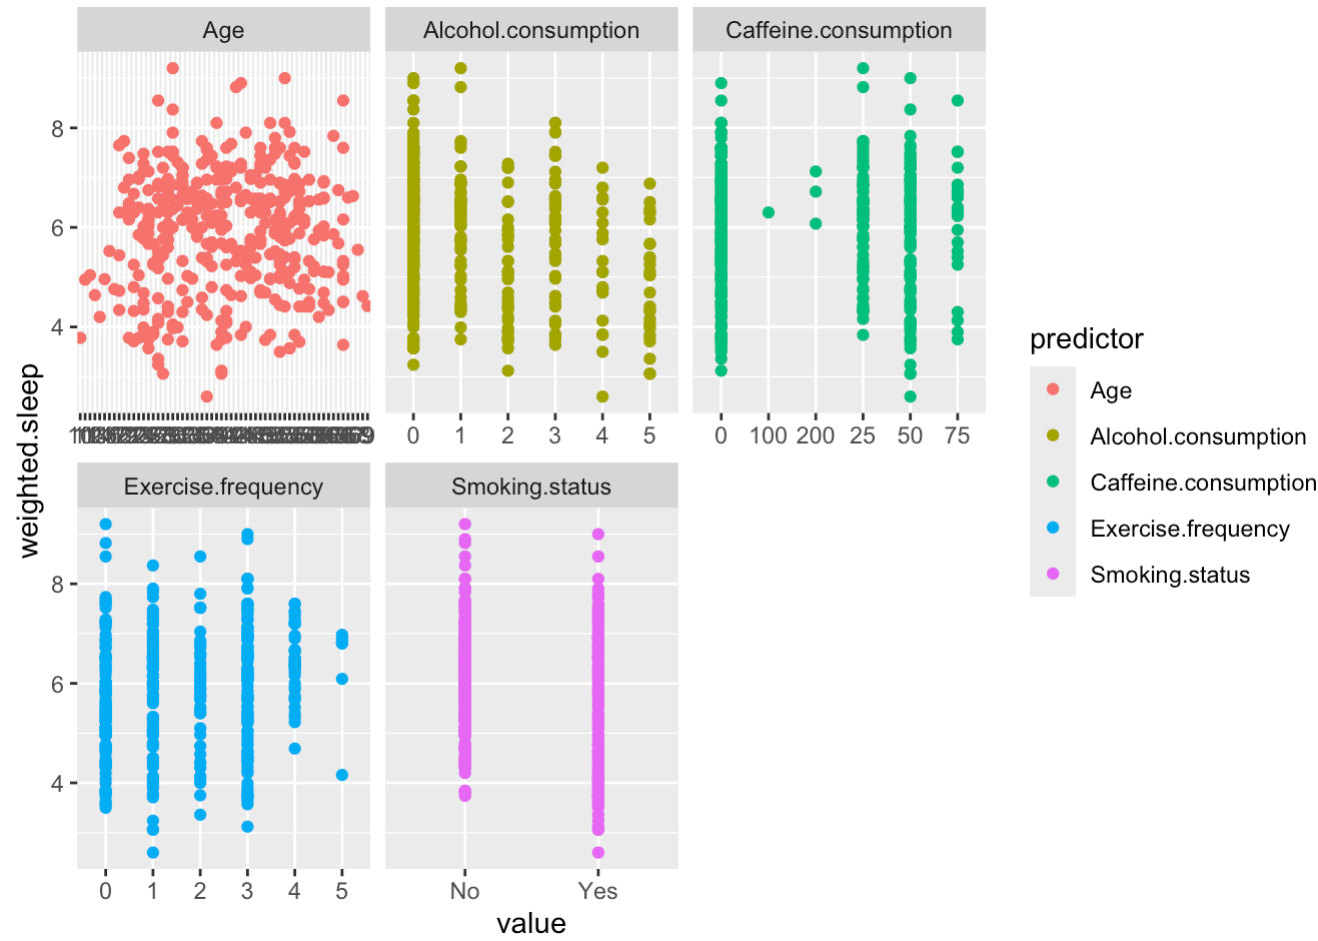 Age
Alcohol.consumption
Caffeine.consumption
8
6
4
0 1 2 3 4 5
0 100 200 25 50 75
Exercise.frequency
Smoking.status
8
6
4
0 1 2 3 4 5
No Yes
weighted.sleep
value
predictor
Age
Alcohol.consumption
Caffeine.consumption
Exercise.frequency
Smoking.status